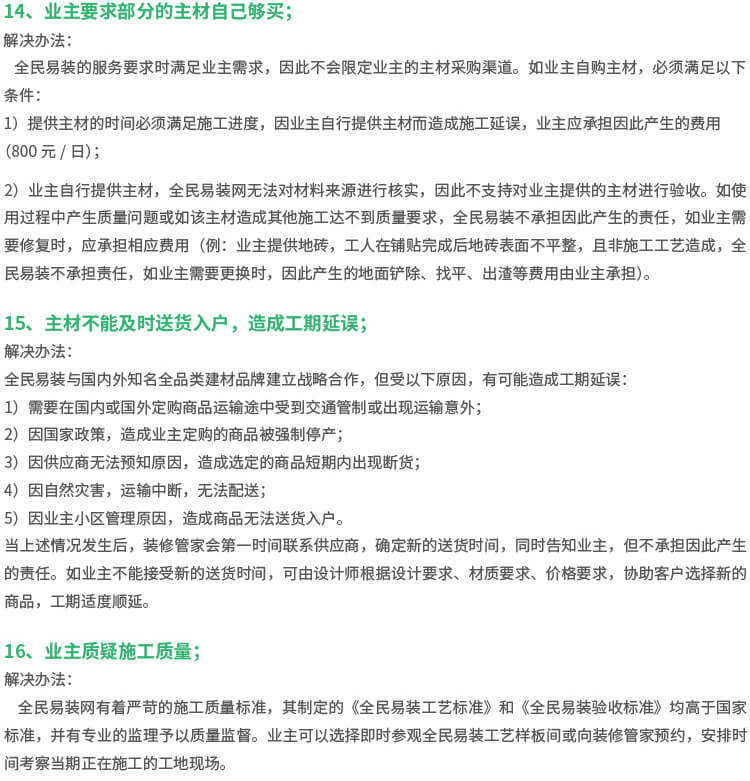 14、业主要求部分的主材自己够买；
解决办法：
全民易装的服务要求时满足业主需求，因此不会限定业主的主材采购渠道。如业主自购主材，必须满足以下
条件：
1）提供主材的时间必须满足施工进度，因业主自行提供主材而造成施工延误，业主应承担因此产生的费用
（800 元 / 日）；
2）业主自行提供主材，全民易装网无法对材料来源进行核实，因此不支持对业主提供的主材进行验收。如使
用过程中产生质量问题或如该主材造成其他施工达不到质量要求，全民易装不承担因此产生的责任，如业主需
要修复时，应承担相应费用（例：业主提供地砖，工人在铺贴完成后地砖表面不平整，且非施工工艺造成，全
民易装不承担责任，如业主需要更换时，因此产生的地面铲除、找平、出渣等费用由业主承担）。
15、主材不能及时送货入户，造成工期延误；
解决办法：
全民易装与国内外知名全品类建材品牌建立战略合作，但受以下原因，有可能造成工期延误：
1）需要在国内或国外定购商品运输途中受到交通管制或出现运输意外；
2）因国家政策，造成业主定购的商品被强制停产；
3）因供应商无法预知原因，造成选定的商品短期内出现断货；
4）因自然灾害，运输中断，无法配送；
5）因业主小区管理原因，造成商品无法送货入户。
当上述情况发生后，装修管家会第一时间联系供应商，确定新的送货时间，同时告知业主，但不承担因此产生
的责任。如业主不能接受新的送货时间，可由设计师根据设计要求、材质要求、价格要求，协助客户选择新的
商品，工期适度顺延。
16、业主质疑施工质量；
解决办法：
全民易装网有着严苛的施工质量标准，其制定的《全民易装工艺标准》和《全民易装验收标准》均高于国家
标准，并有专业的监理予以质量监督。业主可以选择即时参观全民易装工艺样板间或向装修管家预约，安排时
间考察当期正在施工的工地现场。